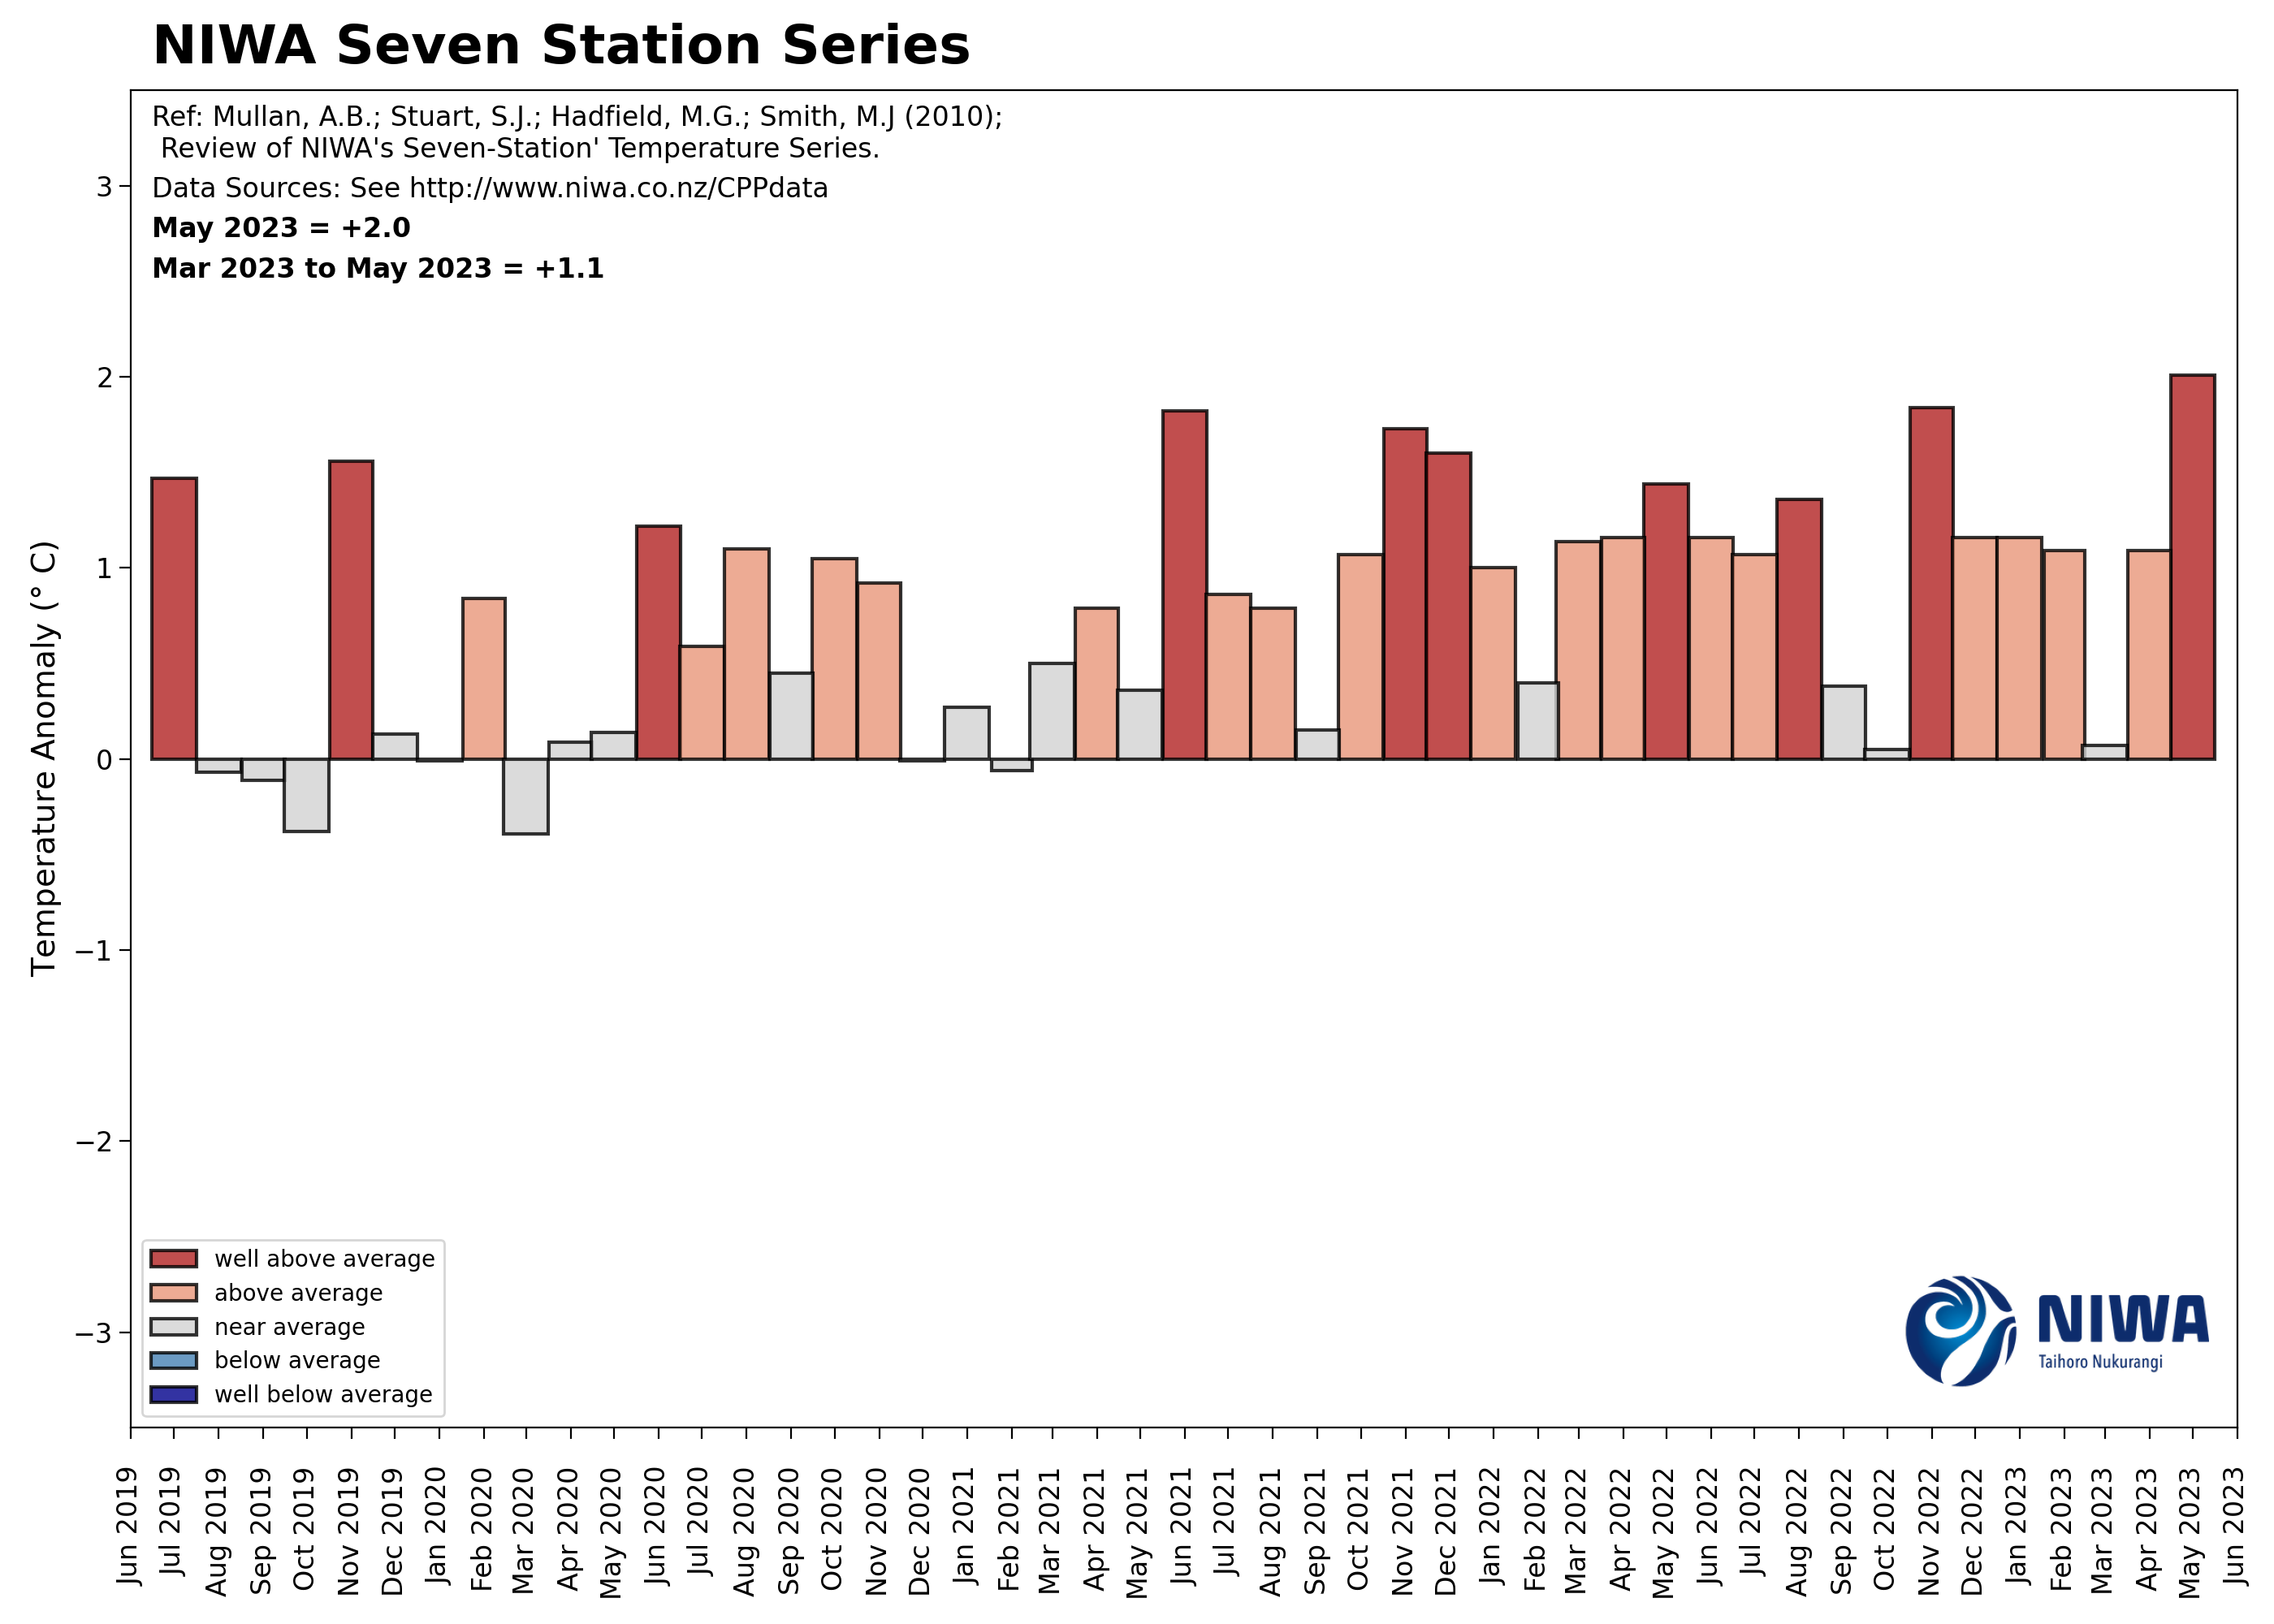 NIWA Seven Station Series
Ref: Mullan, A.B.; Stuart, S.J.; Hadfield, M.G.; Smith, M.J (2010);
Review of NIWA's Seven-Station' Temperature Series.
Data Sources: See http://www.niwa.co.nz/CPPdata
May 2023 = +2.0
Mar 2023 to May 2023 = +1.1
Temperature Anomaly (° C)
3
2
1
0
−1
−2
−3
well above average
above average
near average
below average
well below average
NIWA
Taihoro Nukurangi
Jun 2019
Jul 2019
Aug 2019
Sep 2019
Oct 2019
Nov 2019
Dec 2019
Jan 2020
Feb 2020
Mar 2020
Apr 2020
May 2020
Jun 2020
Jul 2020
Aug 2020
Sep 2020
Oct 2020
Nov 2020
Dec 2020
Jan 2021
Feb 2021
Mar 2021
Apr 2021
May 2021
Jun 2021
Jul 2021
Aug 2021
Sep 2021
Oct 2021
Nov 2021
Dec 2021
Jan 2022
Feb 2022
Mar 2022
Apr 2022
May 2022
Jun 2022
Jul 2022
Aug 2022
Sep 2022
Oct 2022
Nov 2022
Dec 2022
Jan 2023
Feb 2023
Mar 2023
Apr 2023
May 2023
Jun 2023